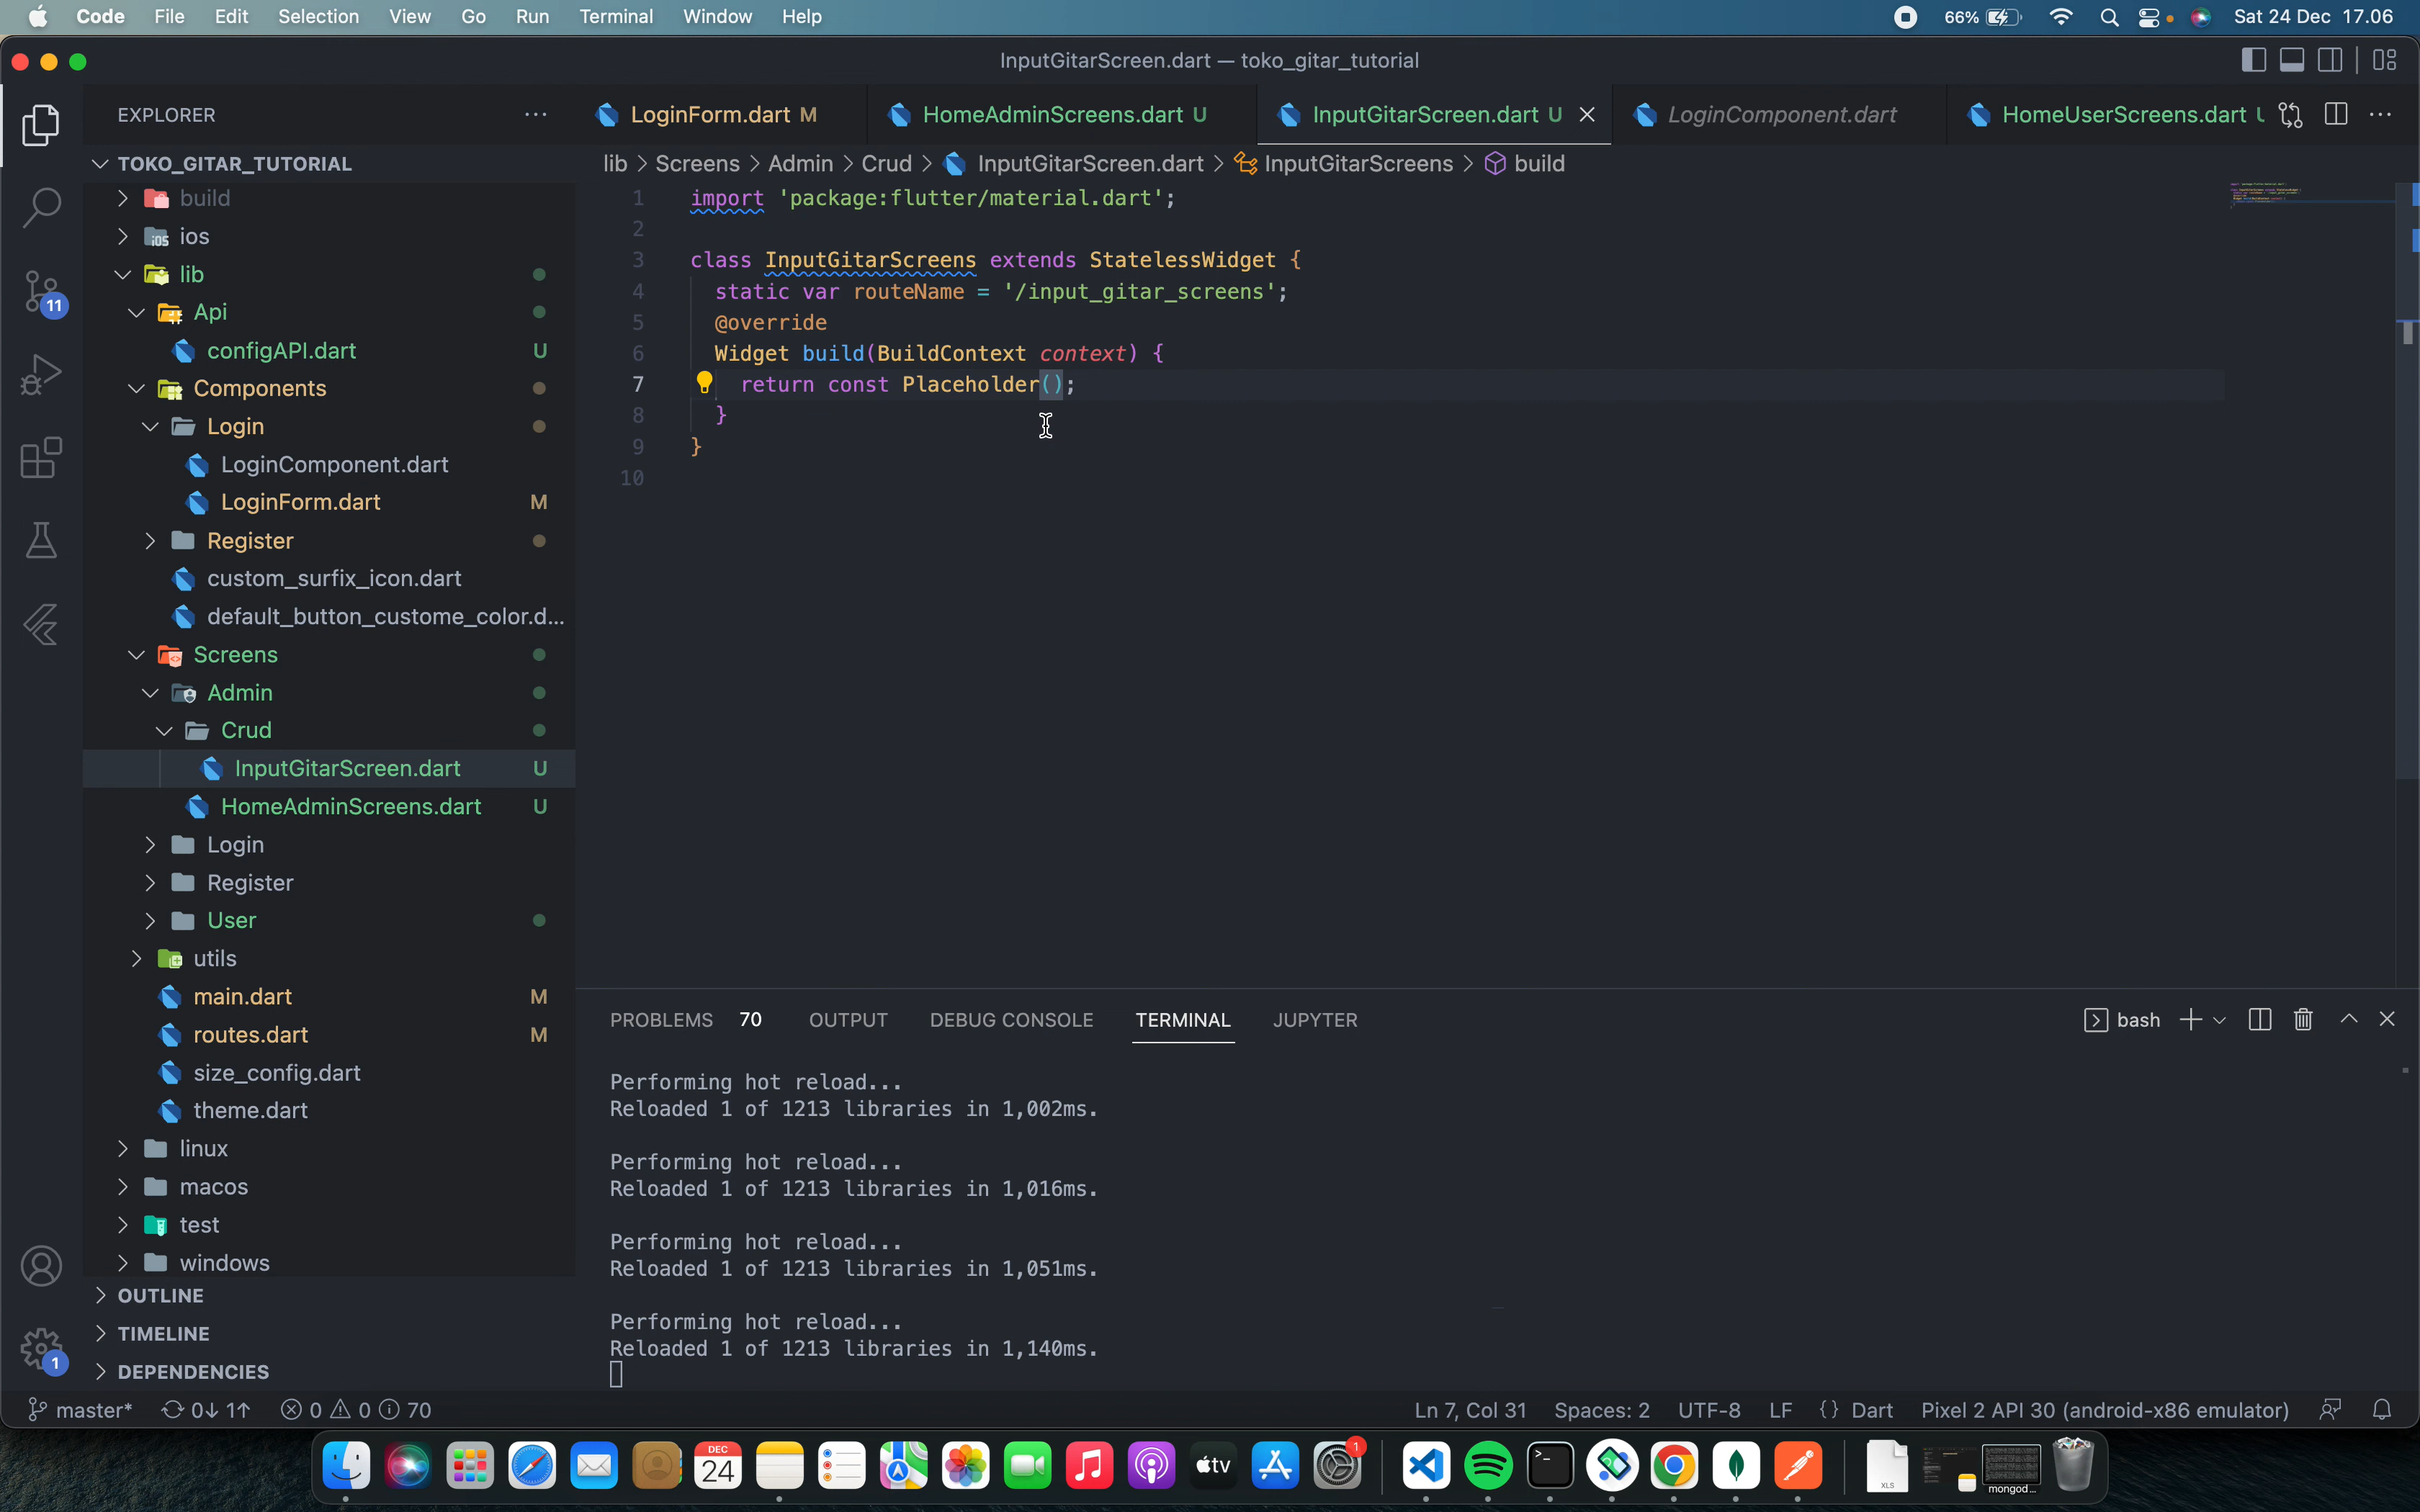 Code File Edit Selection View Go Run Terminal Window Help 66% Sat 24 Dec 17.06
InputGitarScreen.dart — toko_gitar_tutorial
EXPLORER
LoginForm.dart M HomeAdminScreens.dart U InputGitarScreen.dart U LoginComponent.dart HomeUserScreens.dart
TOKO_GITAR_TUTORIAL
lib > Screens > Admin > Crud > InputGitarScreen.dart > InputGitarScreens > build
build
ios
lib
Api
configAPI.dart U
Components
Login
LoginComponent.dart
LoginForm.dart M
Register
custom_surfix_icon.dart
default_button_custome_color.d...
Screens
Admin
Crud
InputGitarScreen.dart U
HomeAdminScreens.dart U
Login
Register
User
utils
main.dart M
routes.dart M
size_config.dart
theme.dart
linux
macos
test
windows
OUTLINE
TIMELINE
DEPENDENCIES
11
1
1 import 'package:flutter/material.dart';
2
3 class InputGitarScreens extends StatelessWidget {
4 static var routeName = '/input_gitar_screens';
5 @override
6 Widget build(BuildContext context) {
7 return const Placeholder();
8 }
9 }
10
PROBLEMS 70 OUTPUT DEBUG CONSOLE TERMINAL JUPYTER bash
Performing hot reload...
Reloaded 1 of 1213 libraries in 1,002ms.
Performing hot reload...
Reloaded 1 of 1213 libraries in 1,016ms.
Performing hot reload...
Reloaded 1 of 1213 libraries in 1,051ms.
Performing hot reload...
Reloaded 1 of 1213 libraries in 1,140ms.
master* 0↓ 1↑ 0 0 70 Ln 7, Col 31 Spaces: 2 UTF-8 LF {} Dart Pixel 2 API 30 (android-x86 emulator)
DEC
24
tv
1
XLS
mongod...